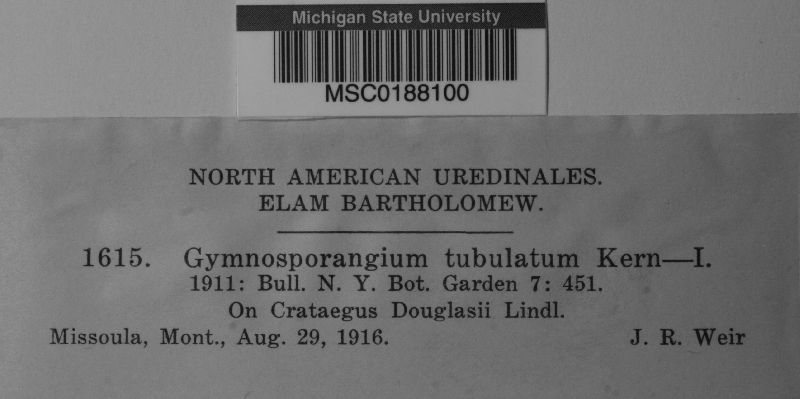 Michigan State University
MSC0188100
NORTH AMERICAN UREDINALES.
ELAM BARTHOLOMEW.
1615. Gymnosporangium tubulatum Kern—I.
1911: Bull. N. Y. Bot. Garden 7: 451.
On Crataegus Douglasii Lindl.
Missoula, Mont., Aug. 29, 1916. J. R. Weir